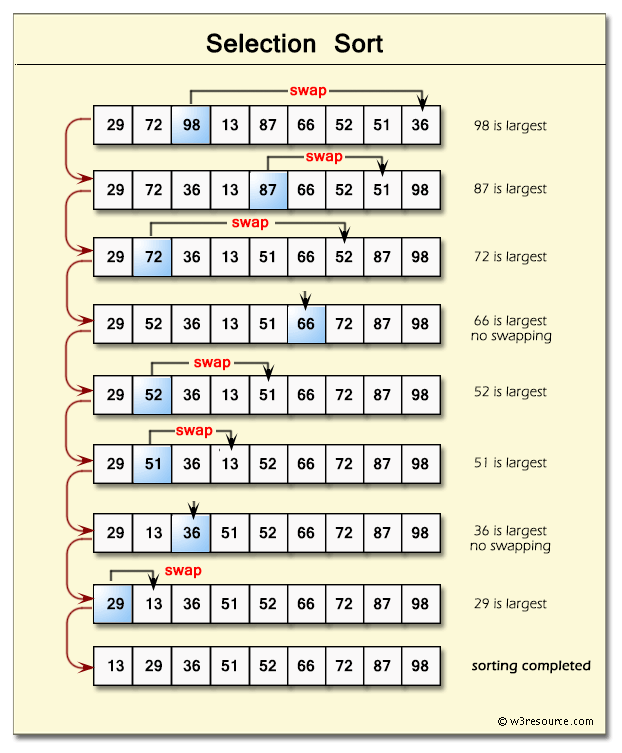 Selection Sort
swap
29 72 98 13 87 66 52 51 36 98 is largest
swap
29 72 36 13 87 66 52 51 98 87 is largest
swap
29 72 36 13 51 66 52 87 98 72 is largest
29 52 36 13 51 66 72 87 98 66 is largest
no swapping
swap
29 52 36 13 51 66 72 87 98 52 is largest
swap
29 51 36 13 52 66 72 87 98 51 is largest
29 13 36 51 52 66 72 87 98 36 is largest
no swapping
swap
29 13 36 51 52 66 72 87 98 29 is largest
13 29 36 51 52 66 72 87 98 sorting completed
© w3resource.com